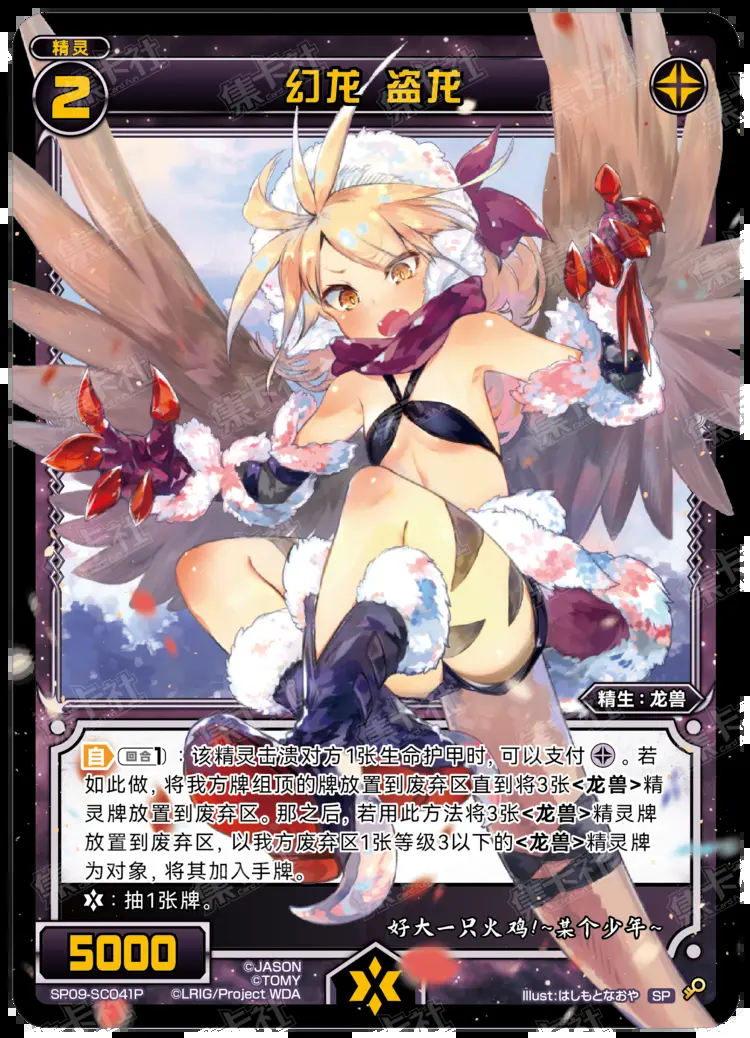 精灵
2
幻龙 盗龙
精生:龙兽
自 回合1 :该精灵击溃对方1张生命护甲时,可以支付 。若
如此做,将我方牌组顶的牌放置到废弃区直到将3张<龙兽>精
灵牌放置到废弃区。那之后,若用此方法将3张<龙兽>精灵牌
放置到废弃区,以我方废弃区1张等级3以下的<龙兽>精灵牌
为对象,将其加入手牌。
:抽1张牌。
好大一只火鸡!~某个少年~
5000
©JASON
©TOMY
SP09-SC041P ©LRIG/Project WDA
Illust:はしもとなおや SP
集卡社